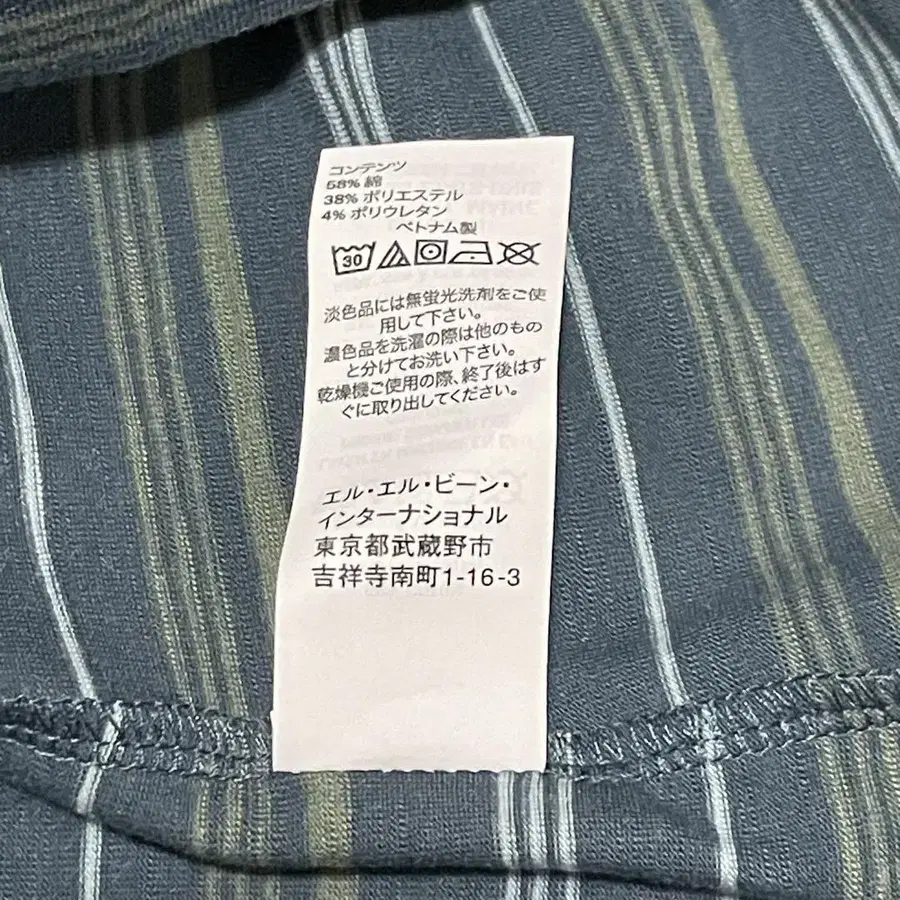 コンテンツ
58% 綿
38% ポリエステル
4% ポリウレタン
ベトナム製
30
淡色品には無蛍光洗剤をご使
用して下さい。
濃色品を洗濯の際は他のもの
と分けてお洗い下さい。
乾燥機ご使用の際、終了後はす
ぐに取り出してください。
エル・エル・ビーン・
インターナショナル
東京都武蔵野市
吉祥寺南町1-16-3